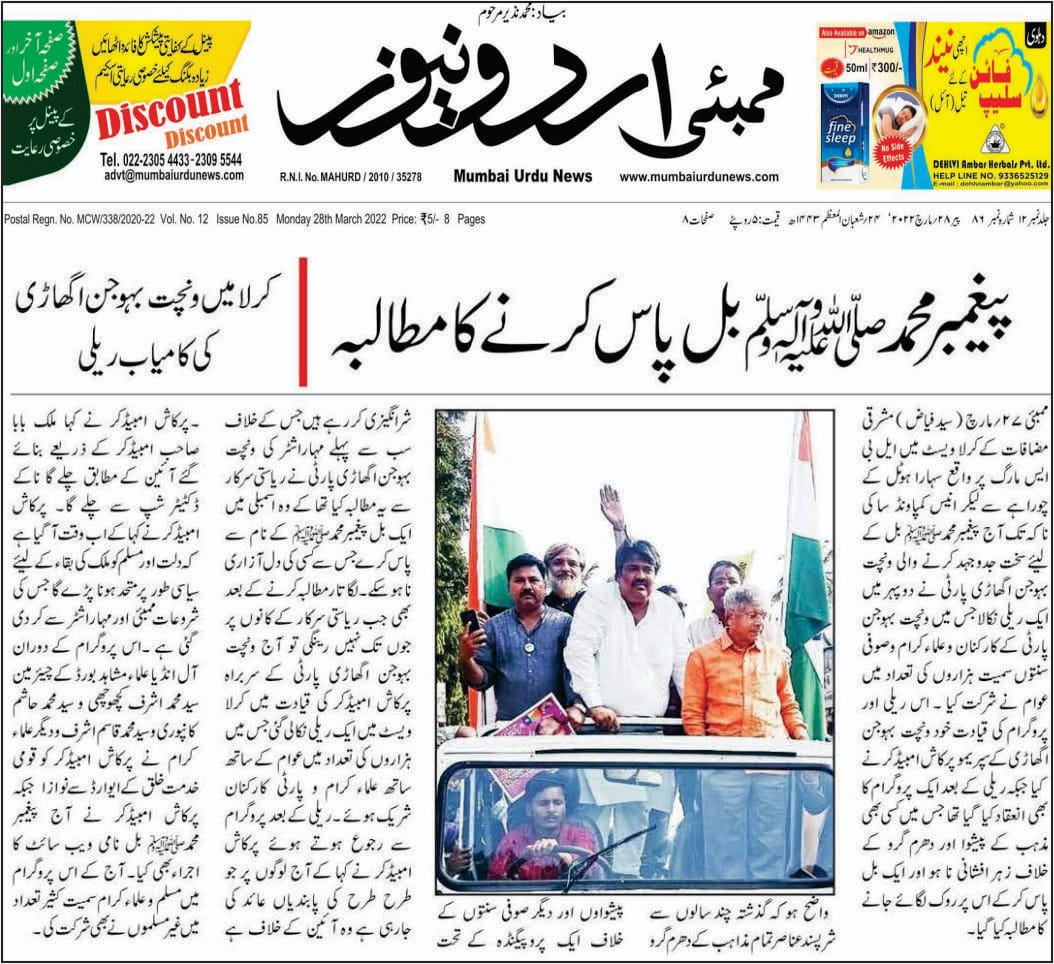 بیاد: محمد نذیر مرحوم
صفحہ آخر اور
صفحہ اول
کے پینل پر
خصوصی رعایت
پینل کے کفایتی پیشکش کا فائدہ اٹھائیں
زیادہ بکنگ کیلئے خصوصی رعایتی اسکیم
Discount
Discount
Tel. 022-2305 4433-2309 5544
advt@mumbaiurdunews.com
ممبئی اردو نیوز
R.N.I. No. MAHURD / 2010 / 35278
Mumbai Urdu News
www.mumbaiurdunews.com
Also Available on amazon
HEALTHMUG
قیمت 50ml ₹300/-
DEHLVI
fine
sleep
No Side
Effects
دہلوی
اچھی نیند
کے لئے
فائن
سلیپ
تیل (آئل)
DEHLVI Ambar Herbals Pvt. Ltd.
HELP LINE NO. 9336525129
E-mail : dehlviambar@yahoo.com
Postal Regn. No. MCW/338/2020-22 Vol. No. 12 Issue No.85 Monday 28th March 2022 Price: ₹5/- 8 Pages
جلد نمبر ۱۲ شمارہ نمبر ۸۶ پیر ۲۸/مارچ ۲۰۲۲ء ۲۴/شعبان المعظم ۱۴۴۳ھ قیمت: ۵ روپئے صفحات ۸
پیغمبر محمد صلی اللہ علیہ وآلہ وسلم بل پاس کرنے کا مطالبہ
کرلا میں ونچت بہوجن اگھاڑی
کی کامیاب ریلی
ممبئی ۲۷/مارچ (سید فیاض) مشرقی
مضافات کے کرلا ویسٹ میں ایل بی
ایس مارگ پر واقع سہارا ہوٹل کے
چوراہے سے لیکر انیس کمپاونڈ ساکی
ناکہ تک آج پیغمبر محمدﷺ بل کے
لیئے سخت جدوجہد کرنے والی ونچت
بہوجن اگھاڑی پارٹی نے دوپہر میں
ایک ریلی نکالا جس میں ونچت بہوجن
پارٹی کے کارکنان و علماء کرام و صوفی
سنتوں سمیت ہزاروں کی تعداد میں
عوام نے شرکت کیا۔ اس ریلی اور
پروگرام کی قیادت خود ونچت بہوجن
اگھاڑی کے سپریمو پرکاش امبیڈکر نے
کیا جبکہ ریلی کے بعد ایک پروگرام کا
بھی انعقاد کیا گیا تھا جس میں کسی بھی
مذہب کے پیشوا اور دھرم گرو کے
خلاف زہر افشانی نا ہو اور ایک بل
پاس کرکے اس پر روک لگائے جانے
کا مطالبہ کیا گیا۔
واضح ہو کہ گذشتہ چند سالوں سے
شرپسند عناصر تمام مذاہب کے دھرم گرو
پیشواوں اور دیگر صوفی سنتوں کے
خلاف ایک پروپیگنڈہ کے تحت
شرانگیزی کر رہے ہیں جس کے خلاف
سب سے پہلے مہاراشٹر کی ونچت
بہوجن اگھاڑی پارٹی نے ریاستی سرکار
سے یہ مطالبہ کیا تھا کے وہ اسمبلی میں
ایک بل پیغمبر محمدﷺ کے نام سے
پاس کرے جس سے کسی کی دل آزاری
نا ہو سکے۔ لگاتار مطالبہ کرنے کے بعد
بھی جب ریاستی سرکار کے کانوں پر
جوں تک نہیں رینگی تو آج ونچت
بہوجن اگھاڑی پارٹی کے سربراہ
پرکاش امبیڈکر کی قیادت میں کرلا
ویسٹ میں ایک ریلی نکالی گئی جس میں
ہزاروں کی تعداد میں عوام کے ساتھ
ساتھ علماء کرام و پارٹی کارکنان
شریک ہوئے۔ ریلی کے بعد پروگرام
سے رجوع ہوتے ہوئے پرکاش
امبیڈکر نے کہا کے آج لوگوں پر جو
طرح طرح کی پابندیاں عائد کی
جارہی ہے وہ آئین کے خلاف ہے
۔ پرکاش امبیڈکر نے کہا ملک بابا
صاحب امبیڈکر کے ذریعے بنائے
گئے آئین کے مطابق چلے گا ناکے
ڈکٹیٹر شپ سے چلے گا۔ پرکاش
امبیڈکر نے کہا کے اب وقت آگیا ہے
کہ دلت اور مسلم کو ملک کی بقاء کے لیئے
سیاسی طور پر متحد ہونا پڑے گا جس کی
شروعات ممبئی اور مہاراشٹر سے کر دی
گئی ہے۔ اس پروگرام کے دوران
آل انڈیا علماء مشاہد بورڈ کے چیئرمین
سید محمد اشرف کچھوچھی و سید محمد حاشم
کانپوری و سید محمد قاسم اشرف و دیگر علماء
کرام نے پرکاش امبیڈکر کو قومی
خدمت خلق کے ایوارڈ سے نوازا جبکہ
پرکاش امبیڈکر نے آج پیغمبر
محمدﷺ بل نامی ویب سائٹ کا
اجراء بھی کیا۔ آج کے اس پروگرام
میں مسلم و علماء کرام سمیت کثیر تعداد
میں غیر مسلموں نے بھی شرکت کی۔